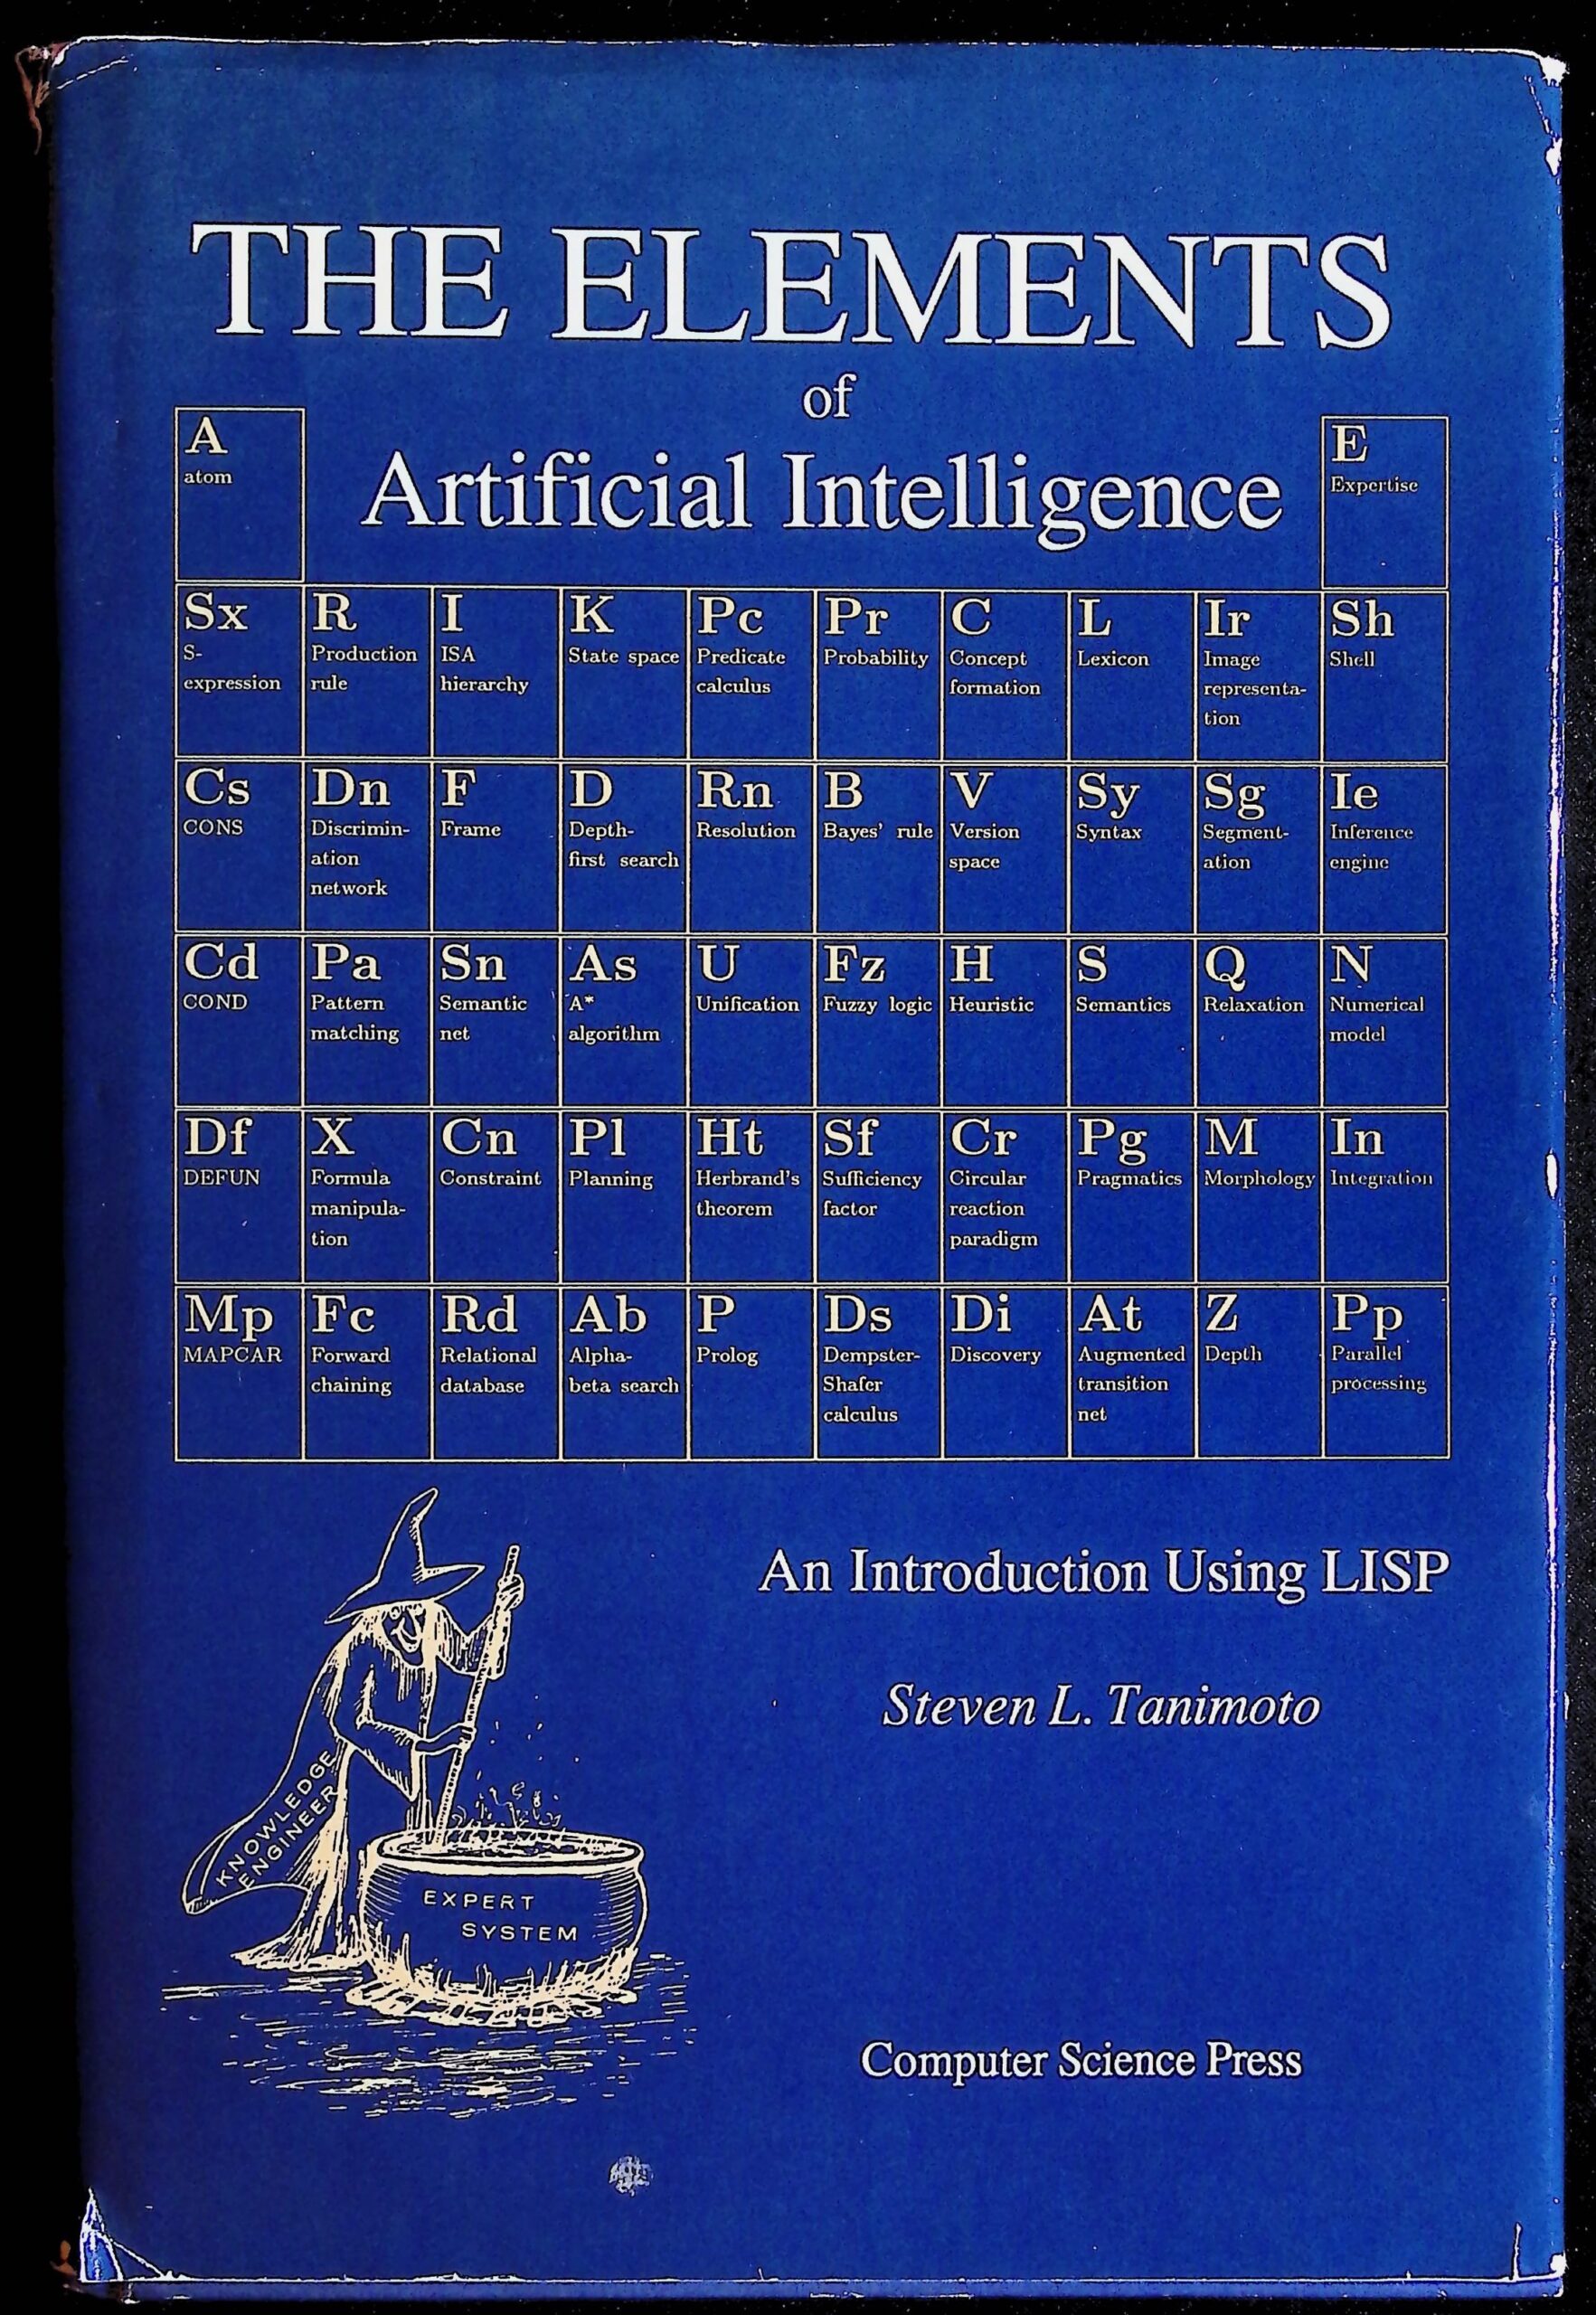 THE ELEMENTS
of
Artificial Intelligence
A
atom
E
Expertise
Sx
S-
expression
R
Production
rule
I
ISA
hierarchy
K
State space
Pc
Predicate
calculus
Pr
Probability
C
Concept
formation
L
Lexicon
Ir
Image
representa-
tion
Sh
Shell
Cs
CONS
Dn
Discrimin-
ation
network
F
Frame
D
Depth-
first search
Rn
Resolution
B
Bayes' rule
V
Version
space
Sy
Syntax
Sg
Segment-
ation
Ie
Inference
engine
Cd
COND
Pa
Pattern
matching
Sn
Semantic
net
As
A*
algorithm
U
Unification
Fz
Fuzzy logic
H
Heuristic
S
Semantics
Q
Relaxation
N
Numerical
model
Df
DEFUN
X
Formula
manipula-
tion
Cn
Constraint
Pl
Planning
Ht
Herbrand's
theorem
Sf
Sufficiency
factor
Cr
Circular
reaction
paradigm
Pg
Pragmatics
M
Morphology
In
Integration
Mp
MAPCAR
Fc
Forward
chaining
Rd
Relational
database
Ab
Alpha-
beta search
P
Prolog
Ds
Dempster-
Shafer
calculus
Di
Discovery
At
Augmented
transition
net
Z
Depth
Pp
Parallel
processing
An Introduction Using LISP
Steven L. Tanimoto
KNOWLEDGE
ENGINEER
EXPERT
SYSTEM
Computer Science Press